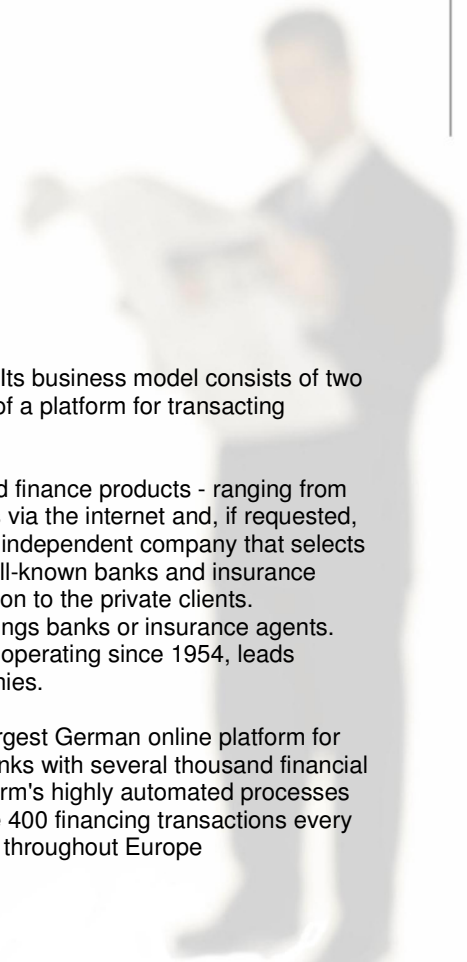 Its business model consists of two
of a platform for transacting
d finance products - ranging from
via the internet and, if requested,
independent company that selects
ll-known banks and insurance
on to the private clients.
ngs banks or insurance agents.
operating since 1954, leads
nies.
rgest German online platform for
nks with several thousand financial
rm's highly automated processes
400 financing transactions every
throughout Europe